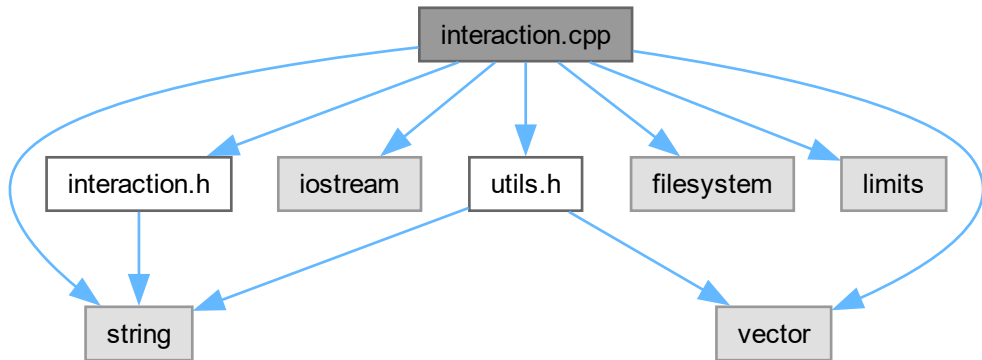 interaction.cpp
interaction.h
iostream
utils.h
filesystem
limits
string
vector